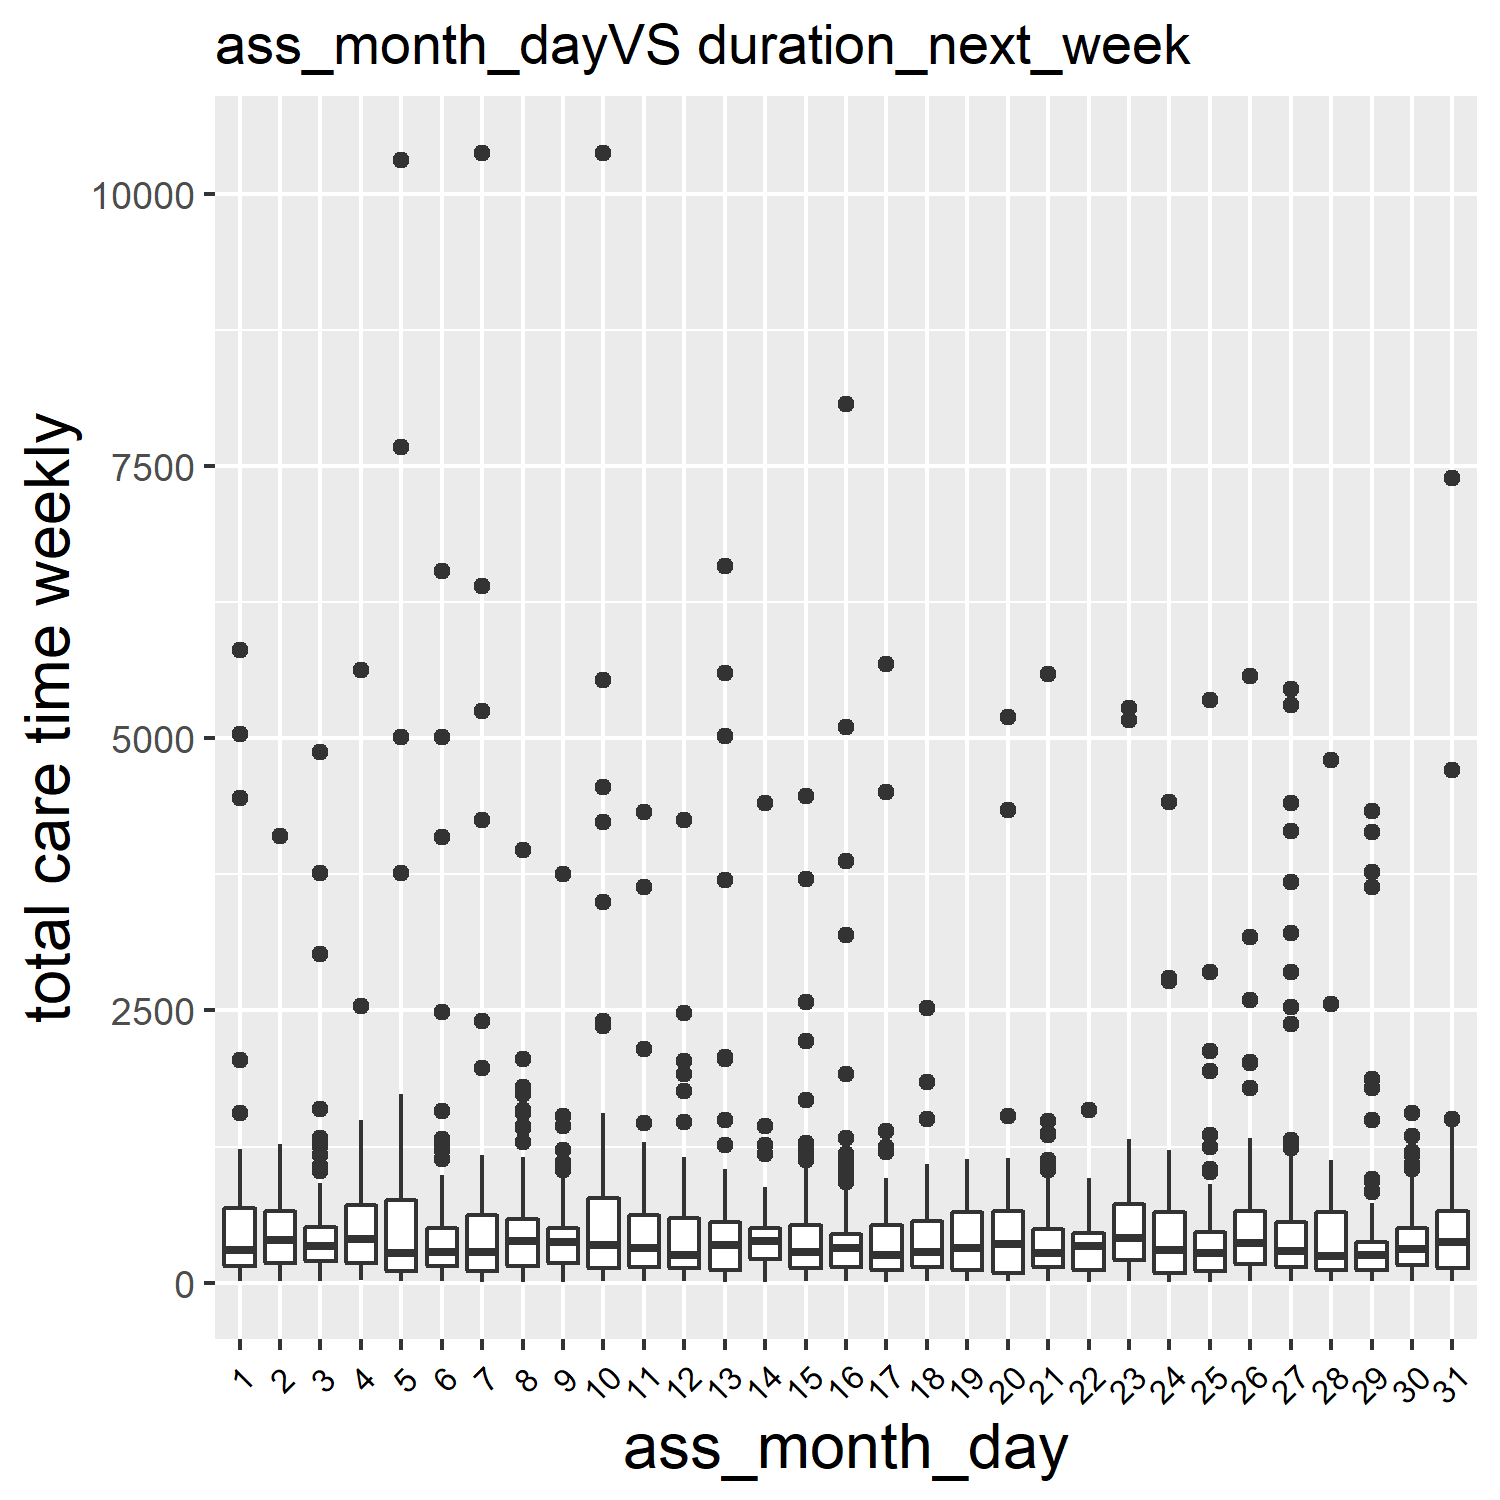 ass_month_dayVS duration_next_week
total care time weekly
10000
7500
5000
2500
0
1 2 3 4 5 6 7 8 9 10 11 12 13 14 15 16 17 18 19 20 21 22 23 24 25 26 27 28 29 30 31
ass_month_day